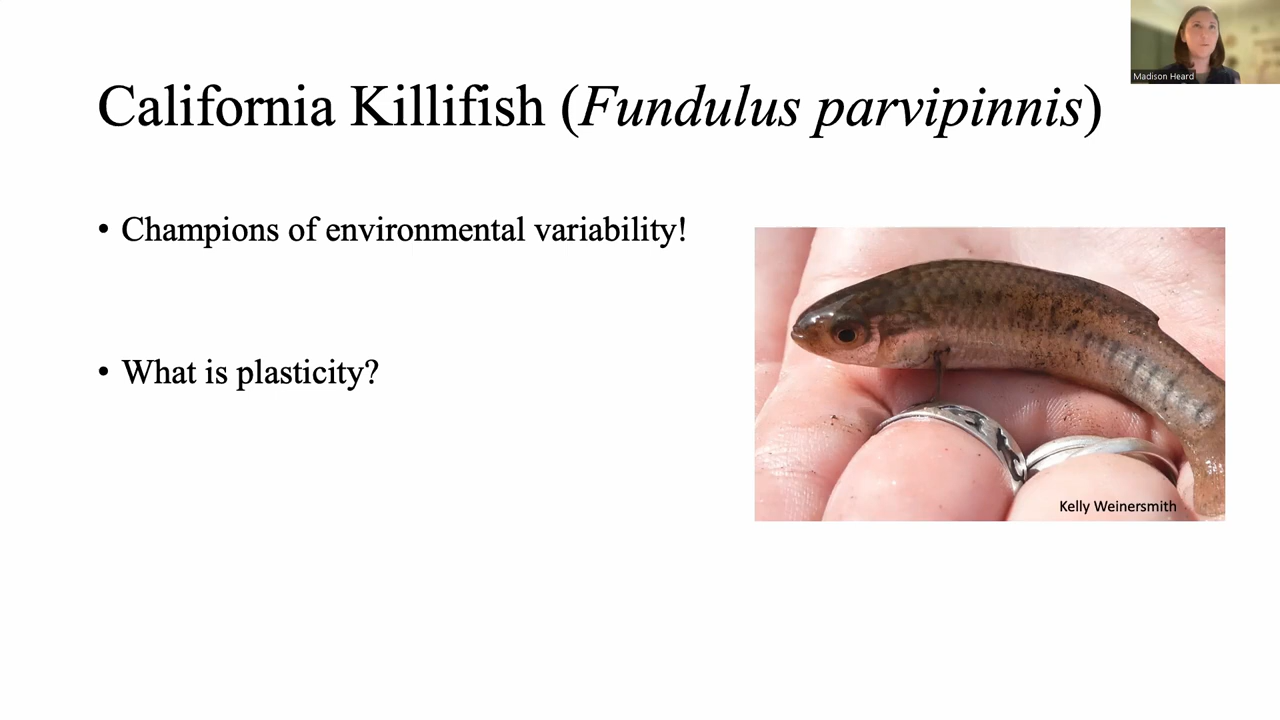 Madison Heard
California Killifish (Fundulus parvipinnis)
• Champions of environmental variability!
• What is plasticity?
Kelly Weinersmith